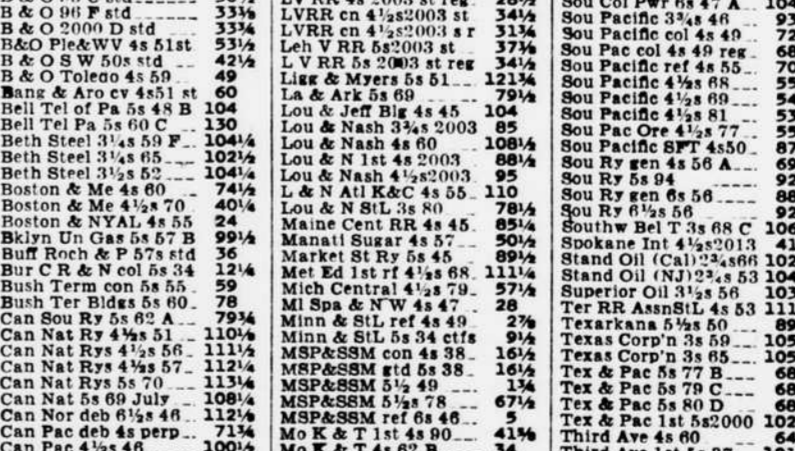 B & O 96 F std 33⅛
B & O 2000 D std 33¾
B&O Ple&WV 4s 51st 53½
B & O S W 50s std 42½
B & O Toledo 4s 59 49
Bang & Aro cv 4s51 st 60
Bell Tel of Pa 5s 48 B 104
Bell Tel Pa 5s 60 C 130
Beth Steel 3¼s 59 F 104¼
Beth Steel 3¼s 65 102½
Beth Steel 3½s 52 104¼
Boston & Me 4s 60 74½
Boston & Me 4½s 70 40¼
Boston & NYAL 4s 55 24
Bklyn Un Gas 5s 57 B 99½
Buff Roch & P 57s std 36
Bur C R & N col 5s 34 12¼
Bush Term con 5s 55 59
Bush Ter Bldgs 5s 60 78
Can Sou Ry 5s 62 A 79¾
Can Nat Ry 4½s 51 110⅛
Can Nat Rys 4½s 56 111½
Can Nat Rys 4½s 57 112¼
Can Nat Rys 5s 70 113¼
Can Nat 5s 69 July 108¼
Can Nor deb 6½s 46 112⅛
Can Pac deb 4s perp 71¾
Can Pac 4½s 46 100½
LVRR cn 4½s2003 st 34½
LVRR cn 4½s2003 s r 31¾
Leh V RR 5s2003 st 37⅜
L V RR 5s 2003 st reg 34½
Ligg & Myers 5s 51 121¾
La & Ark 5s 69 79½
Lou & Jeff Big 4s 45 104
Lou & Nash 3¾s 2003 85
Lou & Nash 4s 60 108½
Lou & N 1st 4s 2003 88½
Lou & Nash 4½s2003 95
L & N Atl K&C 4s 55 110
Lou & N StL 3s 80 78½
Maine Cent RR 4s 45 85¼
Manati Sugar 4s 57 50½
Market St Ry 5s 45 89½
Met Ed 1st rf 4½s 68 111¼
Mich Central 4½s 79 57½
Ml Spa & N W 4s 47 28
Minn & StL ref 4s 49 2⅞
Minn & StL 5s 34 ctfs 9½
MSP&SSM con 4s 38 16½
MSP&SSM gtd 5s 38 16½
MSP&SSM 5½ 49 1¾
MSP&SSM 5½s 78 67½
MSP&SSM ref 6s 46 5
Mo K & T 1st 4s 90 41⅜
Mo K & T 4s 62 B 34
Sou Col Pwr 6s 47 A 104
Sou Pacific 3¾s 46 93
Sou Pacific col 4s 49 72
Sou Pac col 4s 49 reg 68
Sou Pacific ref 4s 55 70
Sou Pacific 4½s 68 55
Sou Pacific 4½s 69 54
Sou Pacific 4½s 81 53
Sou Pac Ore 4½s 77 55
Sou Pacific SFT 4s50 87
Sou Ry gen 4s 56 A 69
Sou Ry 5s 94 92
Sou Ry gen 6s 56 88
Sou Ry 6½s 56 92
Southw Bel T 3s 68 C 106
Spokane Int 4½s2013 41
Stand Oil (Cal) 2¾s66 102
Stand Oil (NJ)2¾s 53 104
Superior Oil 3½s 56 103
Ter RR AssnStL 4s 53 111
Texarkana 5½s 50 89
Texas Corp'n 3s 59 105
Texas Corp'n 3s 65 105
Tex & Pac 5s 77 B 68
Tex & Pac 5s 79 C 68
Tex & Pac 5s 80 D 68
Tex & Pac 1st 5s2000 102
Third Ave 4s 60 64